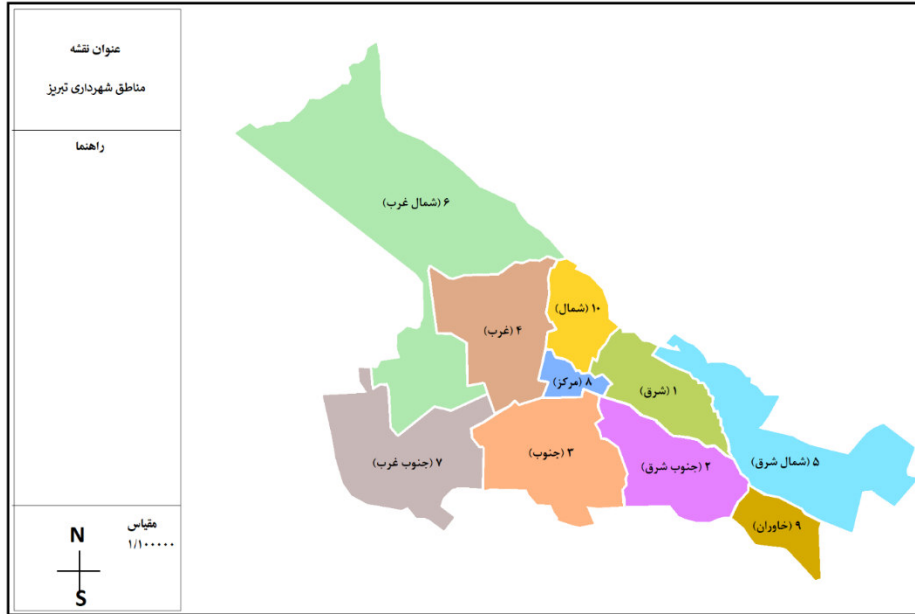 عنوان نقشه
مناطق شهرداری تبریز
راهنما
۶ (شمال غرب)
۱۰ (شمال)
۴ (غرب)
۸ (مرکز)
۱ (شرق)
۷ (جنوب غرب)
۳ (جنوب)
۲ (جنوب شرق)
۵ (شمال شرق)
۹ (خاوران)
مقیاس
۱/۱۰۰۰۰۰
N
S